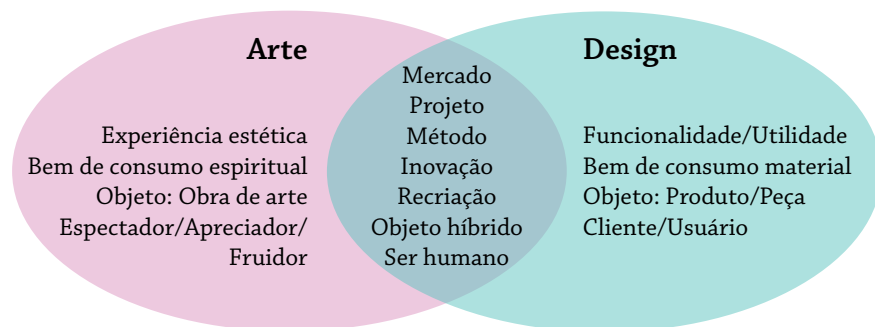 Arte
Experiência estética
Bem de consumo espiritual
Objeto: Obra de arte
Espectador/Apreciador/
Fruidor
Mercado
Projeto
Método
Inovação
Recriação
Objeto híbrido
Ser humano
Design
Funcionalidade/Utilidade
Bem de consumo material
Objeto: Produto/Peça
Cliente/Usuário